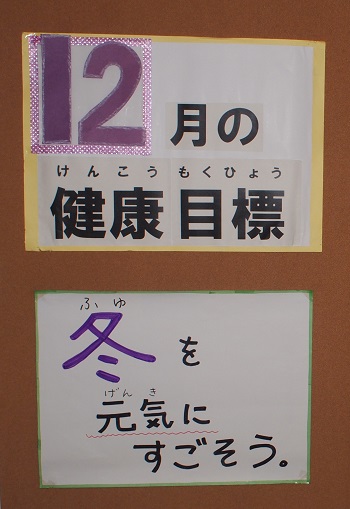 12月の
けんこう もくひょう
健康目標
ふゆ
冬を
げんき
元気に
すごそう。